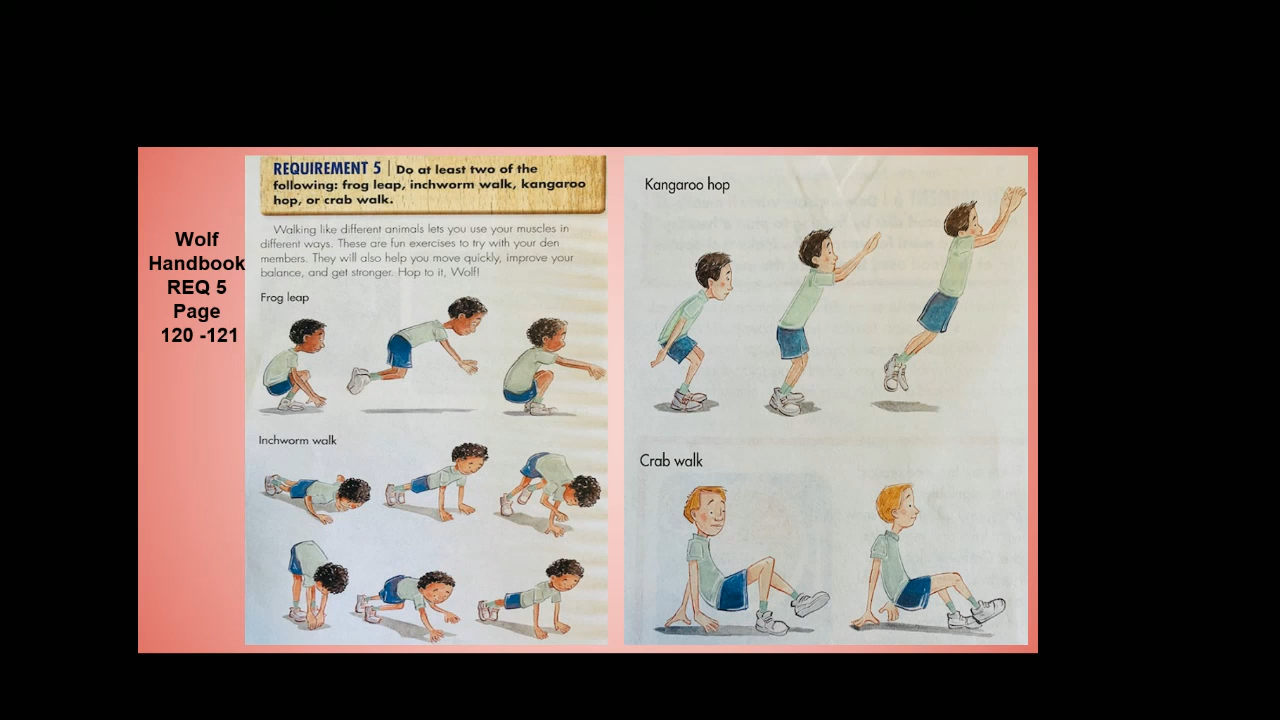 Wolf
Handbook
REQ 5
Page
120 -121
REQUIREMENT 5 | Do at least two of the
following: frog leap, inchworm walk, kangaroo
hop, or crab walk.
Walking like different animals lets you use your muscles in
different ways. These are fun exercises to try with your den
members. They will also help you move quickly, improve your
balance, and get stronger. Hop to it, Wolf!
Frog leap
Inchworm walk
Kangaroo hop
Crab walk